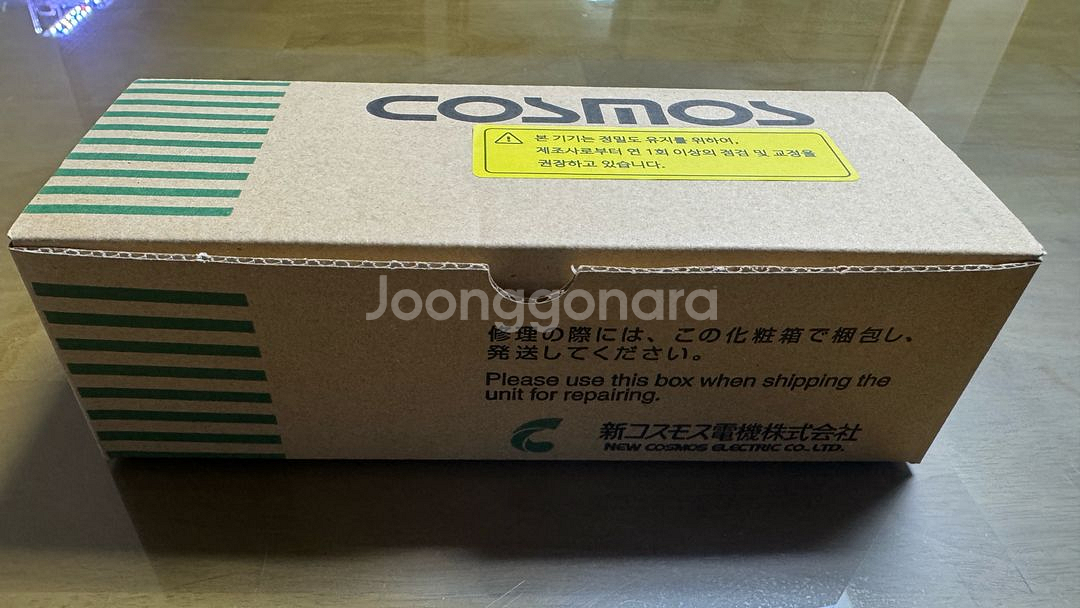 COSMOS
본 기기는 정밀도 유지를 위하여,
제조사로부터 연 1회 이상의 점검 및 교정을
권장하고 있습니다.
Joonggonara
修理の際には、この化粧箱で梱包し、
発送してください。
Please use this box when shipping the
unit for repairing.
新コスモス電機株式会社
NEW COSMOS ELECTRIC CO., LTD.